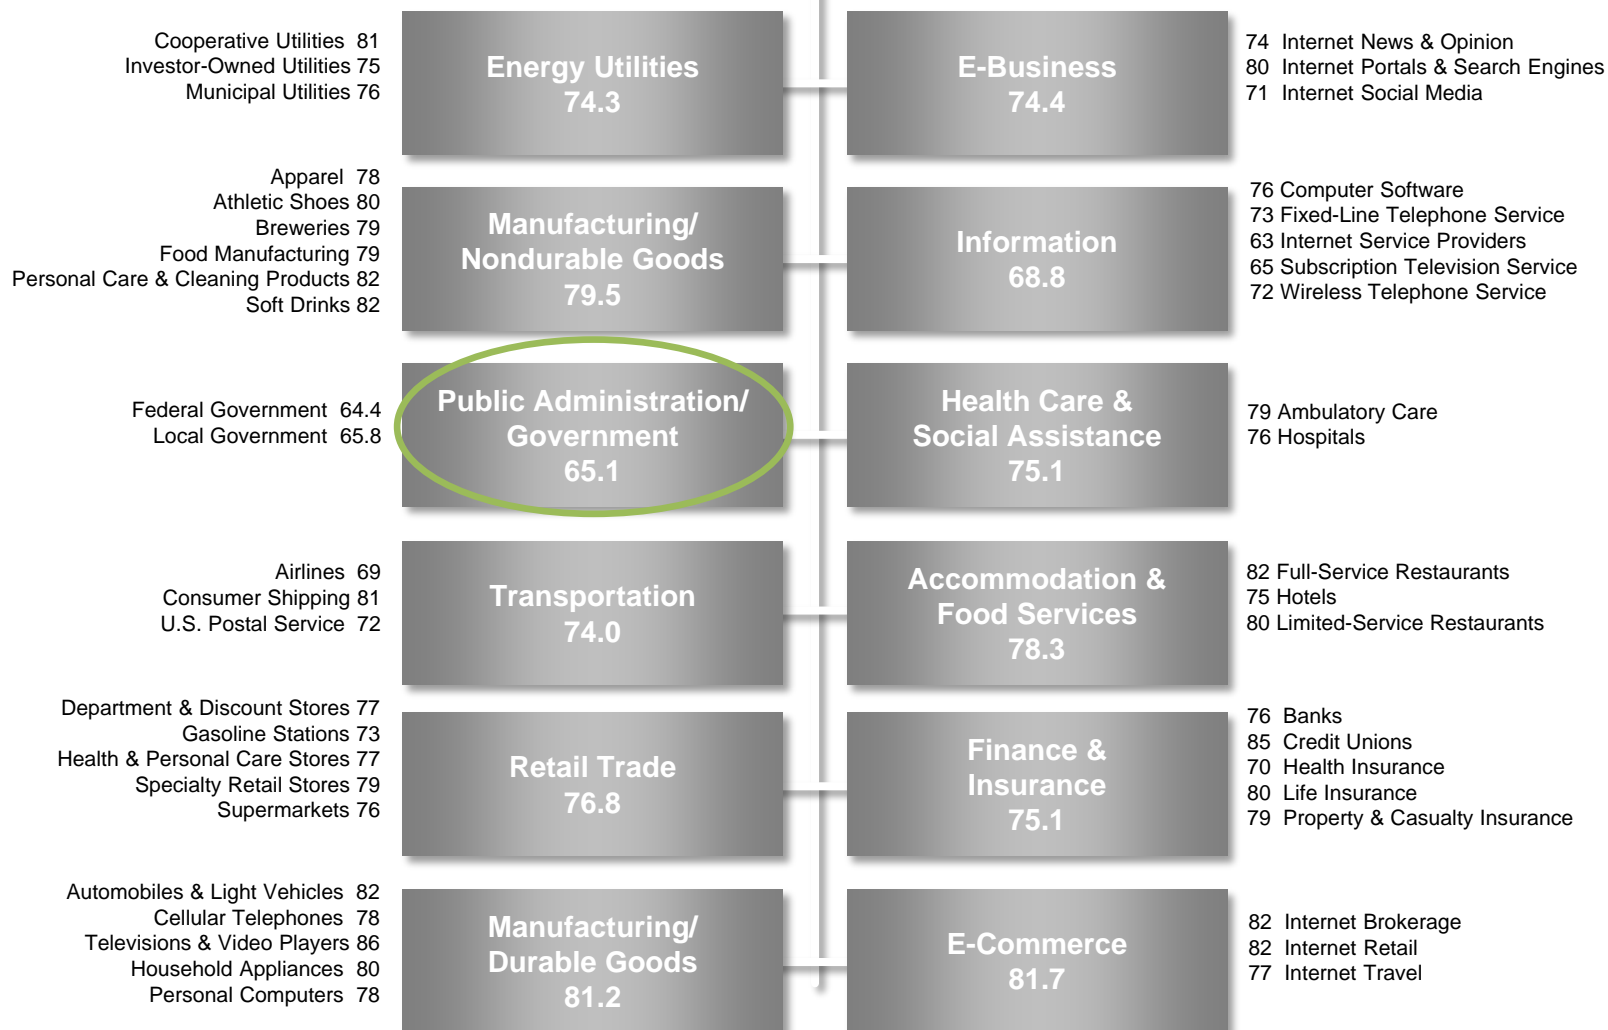 Cooperative Utilities 81
Investor-Owned Utilities 75
Municipal Utilities 76
Energy Utilities
74.3
E-Business
74.4
74 Internet News & Opinion
80 Internet Portals & Search Engines
71 Internet Social Media
Apparel 78
Athletic Shoes 80
Breweries 79
Food Manufacturing 79
Personal Care & Cleaning Products 82
Soft Drinks 82
Manufacturing/
Nondurable Goods
79.5
Information
68.8
76 Computer Software
73 Fixed-Line Telephone Service
63 Internet Service Providers
65 Subscription Television Service
72 Wireless Telephone Service
Federal Government 64.4
Local Government 65.8
Public Administration/
Government
65.1
Health Care &
Social Assistance
75.1
79 Ambulatory Care
76 Hospitals
Airlines 69
Consumer Shipping 81
U.S. Postal Service 72
Transportation
74.0
Accommodation &
Food Services
78.3
82 Full-Service Restaurants
75 Hotels
80 Limited-Service Restaurants
Department & Discount Stores 77
Gasoline Stations 73
Health & Personal Care Stores 77
Specialty Retail Stores 79
Supermarkets 76
Retail Trade
76.8
Finance &
Insurance
75.1
76 Banks
85 Credit Unions
70 Health Insurance
80 Life Insurance
79 Property & Casualty Insurance
Automobiles & Light Vehicles 82
Cellular Telephones 78
Televisions & Video Players 86
Household Appliances 80
Personal Computers 78
Manufacturing/
Durable Goods
81.2
E-Commerce
81.7
82 Internet Brokerage
82 Internet Retail
77 Internet Travel